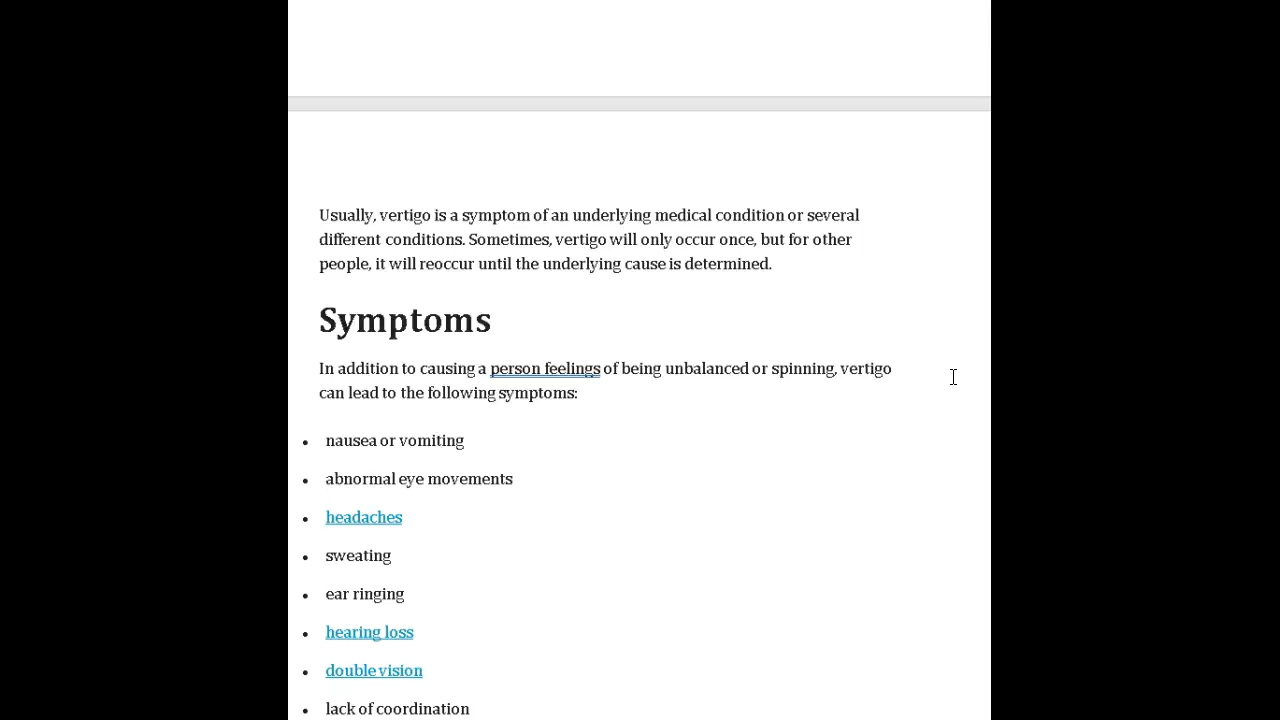 Usually, vertigo is a symptom of an underlying medical condition or several
different conditions. Sometimes, vertigo will only occur once, but for other
people, it will reoccur until the underlying cause is determined.
Symptoms
In addition to causing a person feelings of being unbalanced or spinning, vertigo
can lead to the following symptoms:
• nausea or vomiting
• abnormal eye movements
• headaches
• sweating
• ear ringing
• hearing loss
• double vision
• lack of coordination